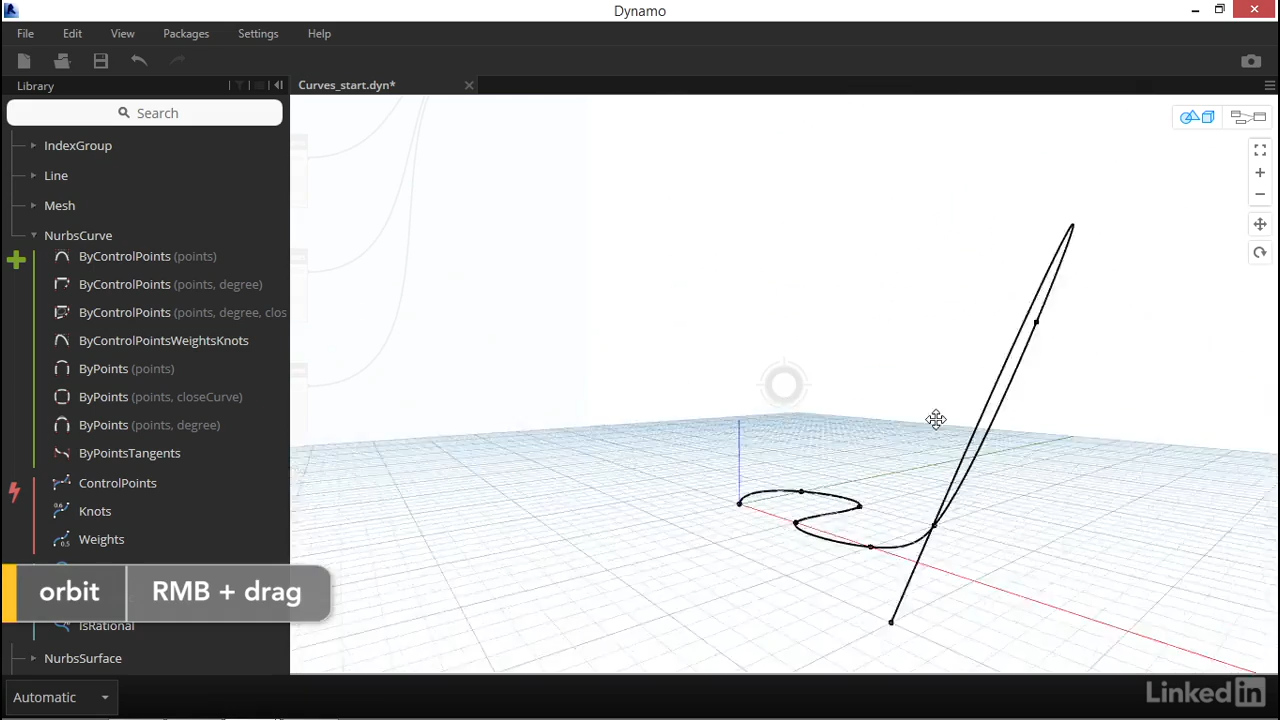 Dynamo
File Edit View Packages Settings Help
Library
Curves_start.dyn*
Search
IndexGroup
Line
Mesh
NurbsCurve
ByControlPoints (points)
ByControlPoints (points, degree)
ByControlPoints (points, degree, clos
ByControlPointsWeightsKnots
ByPoints (points)
ByPoints (points, closeCurve)
ByPoints (points, degree)
ByPointsTangents
ControlPoints
Knots
Weights
orbit RMB + drag
IsRational
NurbsSurface
Automatic
LinkedIn